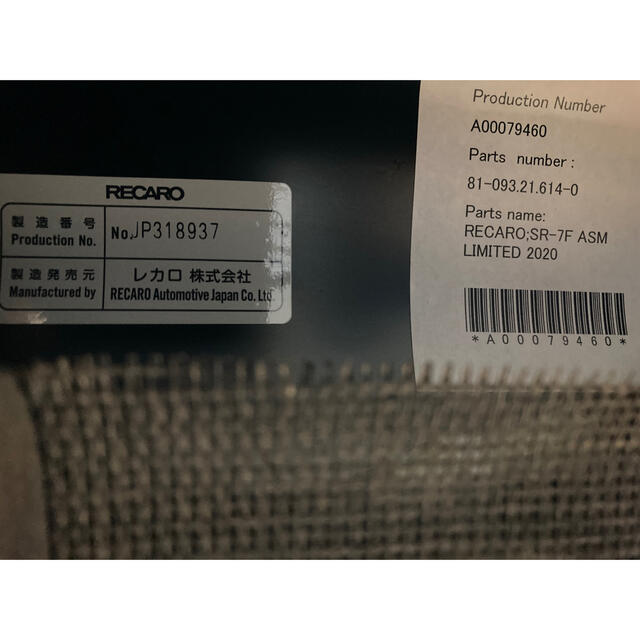 RECARO
製造番号
Production No.
No.JP318937
製造発売元
Manufactured by
レカロ 株式会社
RECARO Automotive Japan Co. Ltd.
Production Number
A00079460
Parts number :
81-093.21.614-0
Parts name:
RECARO;SR-7F ASM
LIMITED 2020
*A00079460*